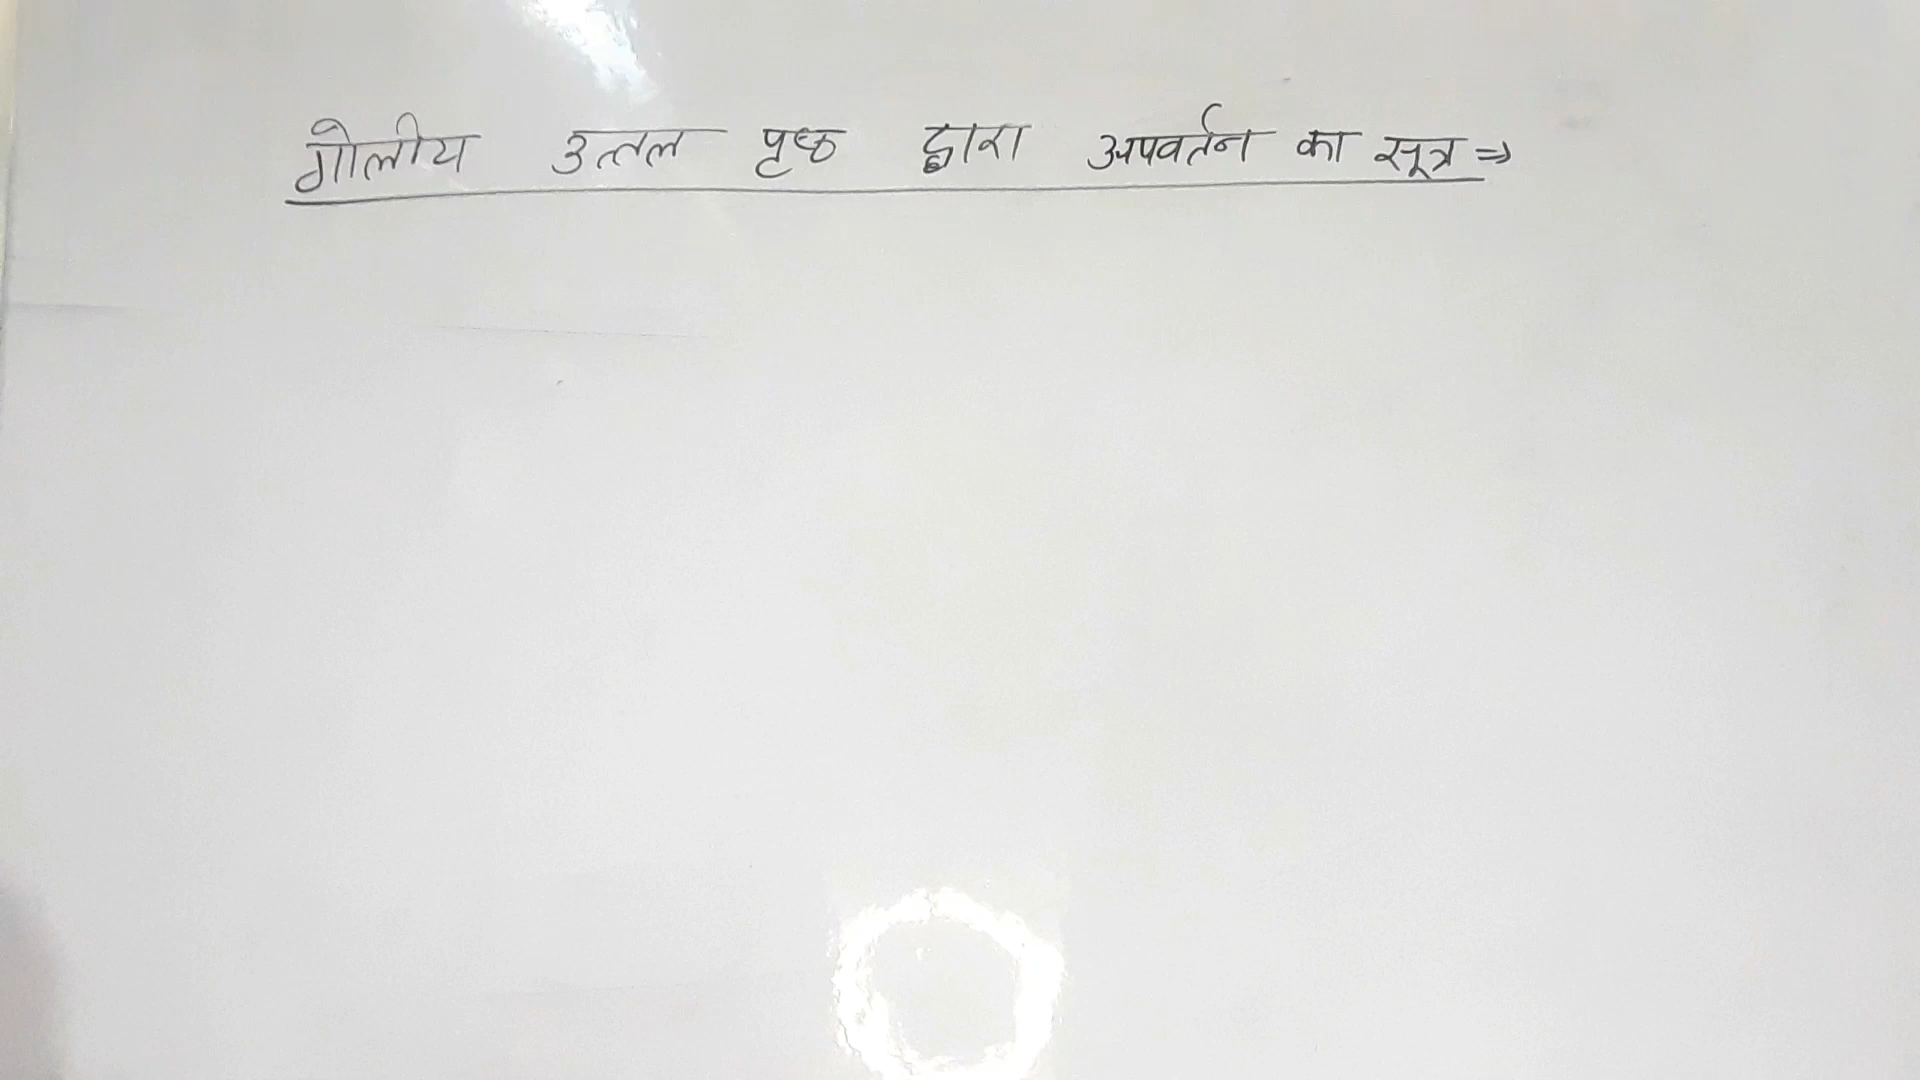 गोलीय उत्तल पृष्ठ द्वारा अपवर्तन का सूत्र ⇒